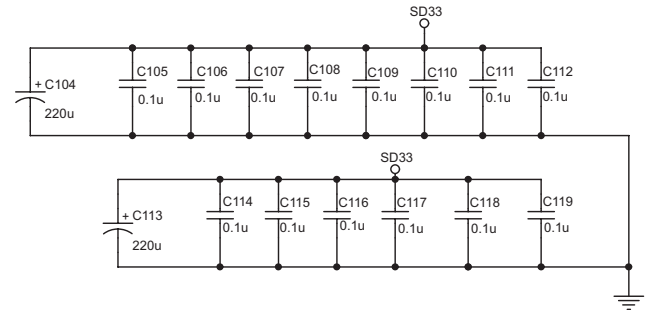 SD33
+ C104
220u
C105
0.1u
C106
0.1u
C107
0.1u
C108
0.1u
C109
0.1u
C110
0.1u
C111
0.1u
C112
0.1u
SD33
+ C113
220u
C114
0.1u
C115
0.1u
C116
0.1u
C117
0.1u
C118
0.1u
C119
0.1u